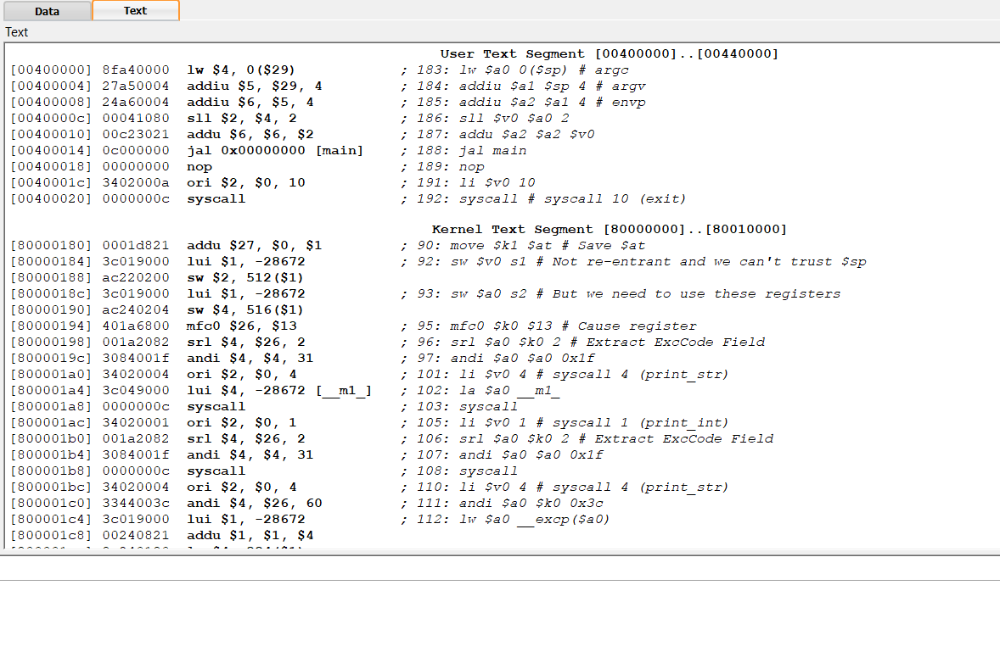 Data Text
Text
User Text Segment [00400000]..[00440000]
[00400000] 8fa40000 lw $4, 0($29) ; 183: lw $a0 0($sp) # argc
[00400004] 27a50004 addiu $5, $29, 4 ; 184: addiu $a1 $sp 4 # argv
[00400008] 24a60004 addiu $6, $5, 4 ; 185: addiu $a2 $a1 4 # envp
[0040000c] 00041080 sll $2, $4, 2 ; 186: sll $v0 $a0 2
[00400010] 00c23021 addu $6, $6, $2 ; 187: addu $a2 $a2 $v0
[00400014] 0c000000 jal 0x00000000 [main] ; 188: jal main
[00400018] 00000000 nop ; 189: nop
[0040001c] 3402000a ori $2, $0, 10 ; 191: li $v0 10
[00400020] 0000000c syscall ; 192: syscall # syscall 10 (exit)
Kernel Text Segment [80000000]..[80010000]
[80000180] 0001d821 addu $27, $0, $1 ; 90: move $k1 $at # Save $at
[80000184] 3c019000 lui $1, -28672 ; 92: sw $v0 s1 # Not re-entrant and we can't trust $sp
[80000188] ac220200 sw $2, 512($1)
[8000018c] 3c019000 lui $1, -28672 ; 93: sw $a0 s2 # But we need to use these registers
[80000190] ac240204 sw $4, 516($1)
[80000194] 401a6800 mfc0 $26, $13 ; 95: mfc0 $k0 $13 # Cause register
[80000198] 001a2082 srl $4, $26, 2 ; 96: srl $a0 $k0 2 # Extract ExcCode Field
[8000019c] 3084001f andi $4, $4, 31 ; 97: andi $a0 $a0 0x1f
[800001a0] 34020004 ori $2, $0, 4 ; 101: li $v0 4 # syscall 4 (print_str)
[800001a4] 3c049000 lui $4, -28672 [__m1_] ; 102: la $a0 __m1_
[800001a8] 0000000c syscall ; 103: syscall
[800001ac] 34020001 ori $2, $0, 1 ; 105: li $v0 1 # syscall 1 (print_int)
[800001b0] 001a2082 srl $4, $26, 2 ; 106: srl $a0 $k0 2 # Extract ExcCode Field
[800001b4] 3084001f andi $4, $4, 31 ; 107: andi $a0 $a0 0x1f
[800001b8] 0000000c syscall ; 108: syscall
[800001bc] 34020004 ori $2, $0, 4 ; 110: li $v0 4 # syscall 4 (print_str)
[800001c0] 3344003c andi $4, $26, 60 ; 111: andi $a0 $k0 0x3c
[800001c4] 3c019000 lui $1, -28672 ; 112: lw $a0 __excp($a0)
[800001c8] 00240821 addu $1, $1, $4